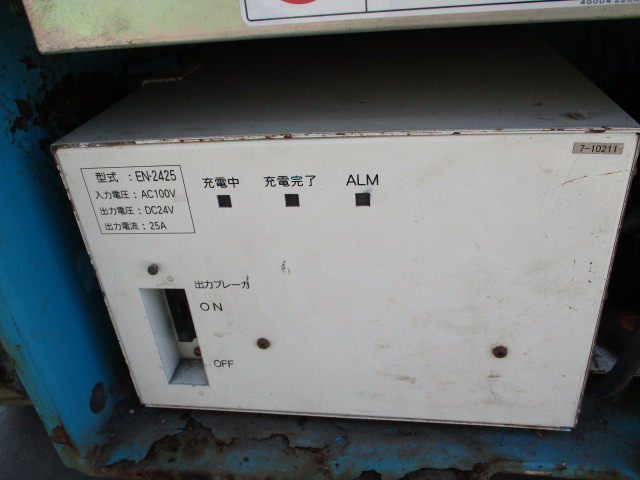 7-10211
型式 : EN-2425
入力電圧 : AC100V
出力電圧 : DC24V
出力電流 : 25A
充電中 充電完了 ALM
出力ブレーカ
ON
OFF